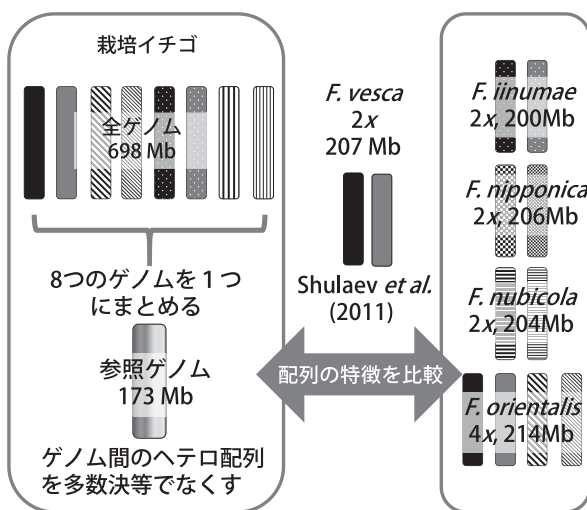 栽培イチゴ
全ゲノム
698 Mb
8つのゲノムを1つ
にまとめる
参照ゲノム
173 Mb
ゲノム間のヘテロ配列
を多数決等でなくす
F. vesca
2x
207 Mb
Shulaev et al.
(2011)
配列の特徴を比較
F. iinumae
2x, 200Mb
F. nipponica
2x, 206Mb
F. nubicola
2x, 204Mb
F. orientalis
4x, 214Mb